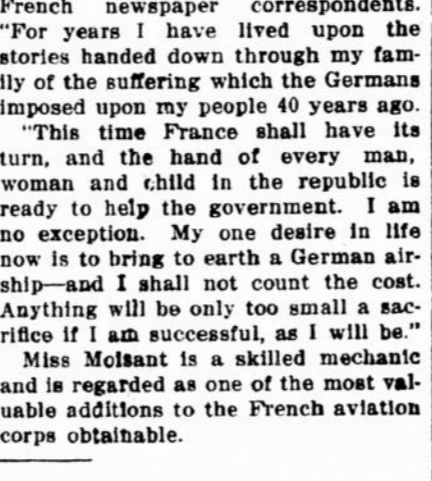 French newspaper correspondents.
"For years I have lived upon the
stories handed down through my fam-
ily of the suffering which the Germans
imposed upon my people 40 years ago.
"This time France shall have its
turn, and the hand of every man,
woman and child in the republic is
ready to help the government. I am
no exception. My one desire in life
now is to bring to earth a German air-
ship—and I shall not count the cost.
Anything will be only too small a sac-
rifice if I am successful, as I will be."
Miss Moisant is a skilled mechanic
and is regarded as one of the most val-
uable additions to the French aviation
corps obtainable.